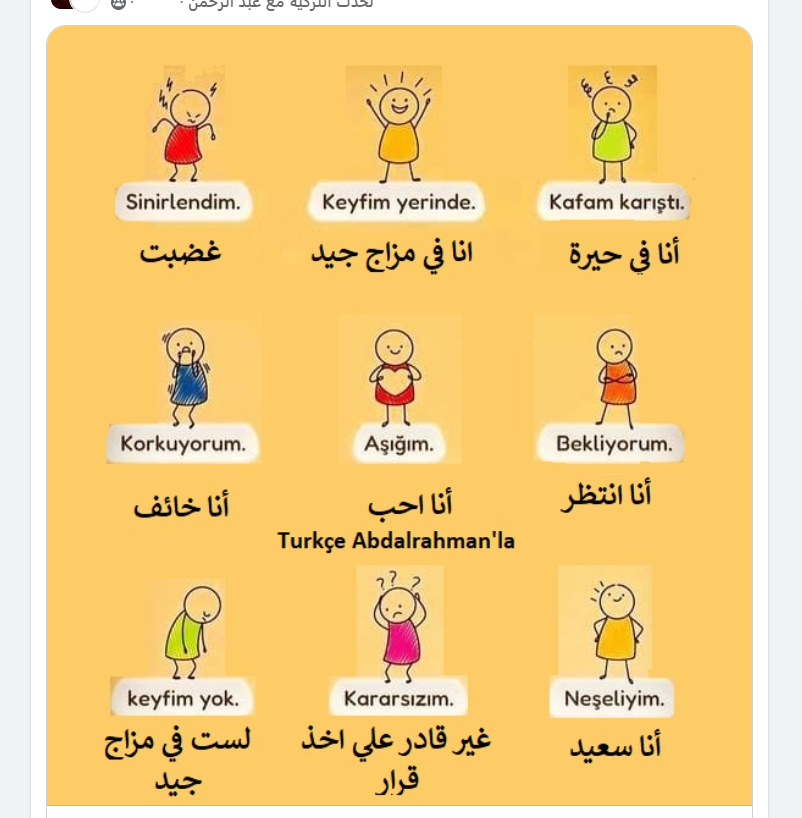 تحدث التركية مع عبد الرحمن ·
Sinirlendim. Keyfim yerinde. Kafam karıştı.
غضبت انا في مزاج جيد أنا في حيرة
Korkuyorum. Aşığım. Bekliyorum.
أنا خائف أنا احب أنا انتظر
Turkçe Abdalrahman'la
keyfim yok. Kararsızım. Neşeliyim.
لست في مزاج جيد
غير قادر علي اخذ قرار
أنا سعيد